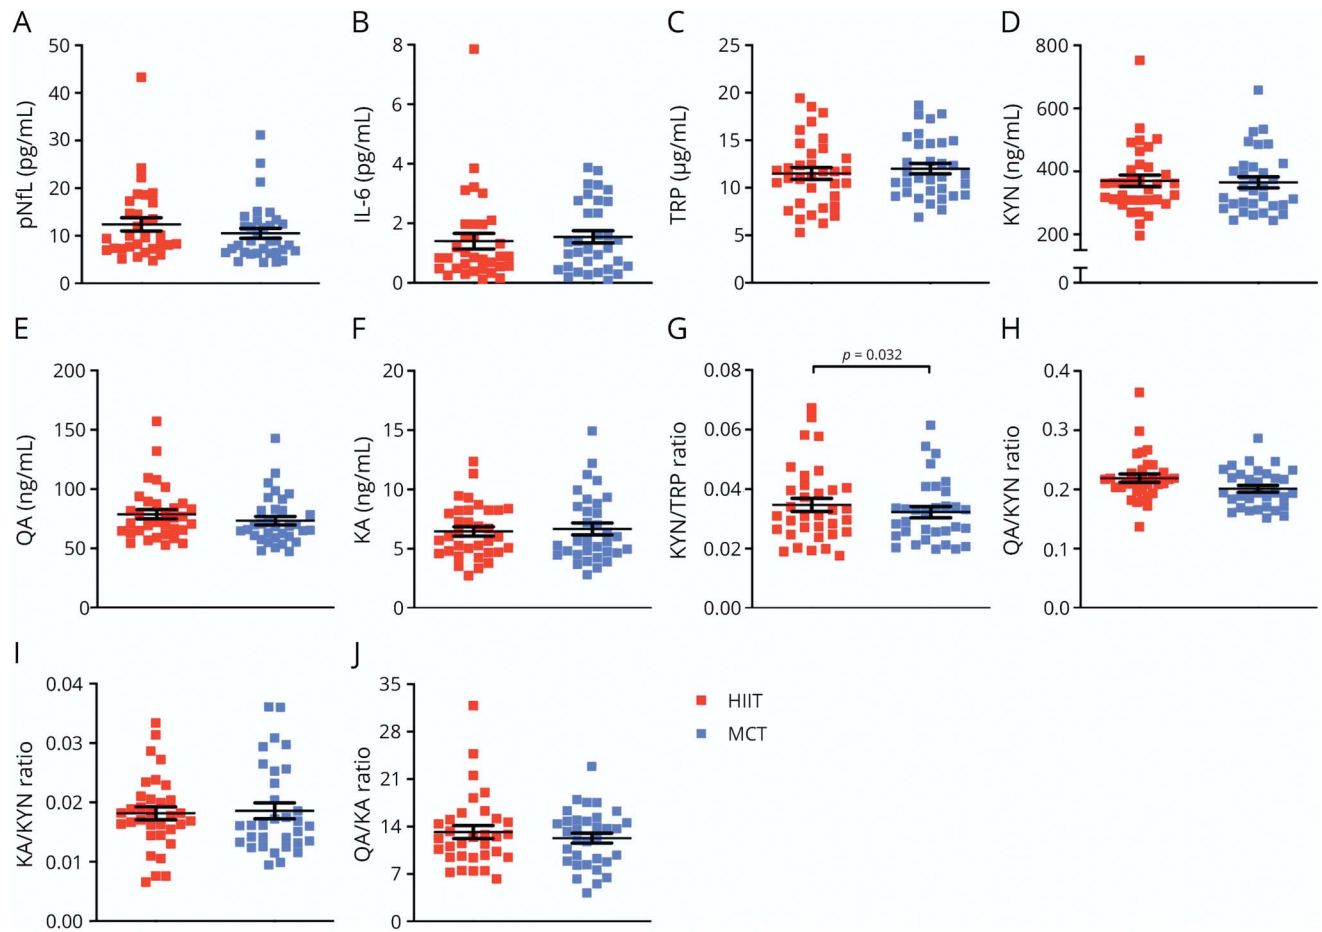 A
pNfL (pg/mL)
50
40
30
20
10
0
B
IL-6 (pg/mL)
8
6
4
2
0
C
TRP (µg/mL)
25
20
15
10
5
0
D
KYN (ng/mL)
800
600
400
200
0
E
QA (ng/mL)
200
150
100
50
0
F
KA (ng/mL)
20
15
10
5
0
G
KYN/TRP ratio
0.08
0.06
0.04
0.02
0.00
p = 0.032
H
QA/KYN ratio
0.4
0.3
0.2
0.1
0.0
I
KA/KYN ratio
0.04
0.03
0.02
0.01
0.00
J
QA/KA ratio
35
28
21
14
7
0
HIIT
MCT